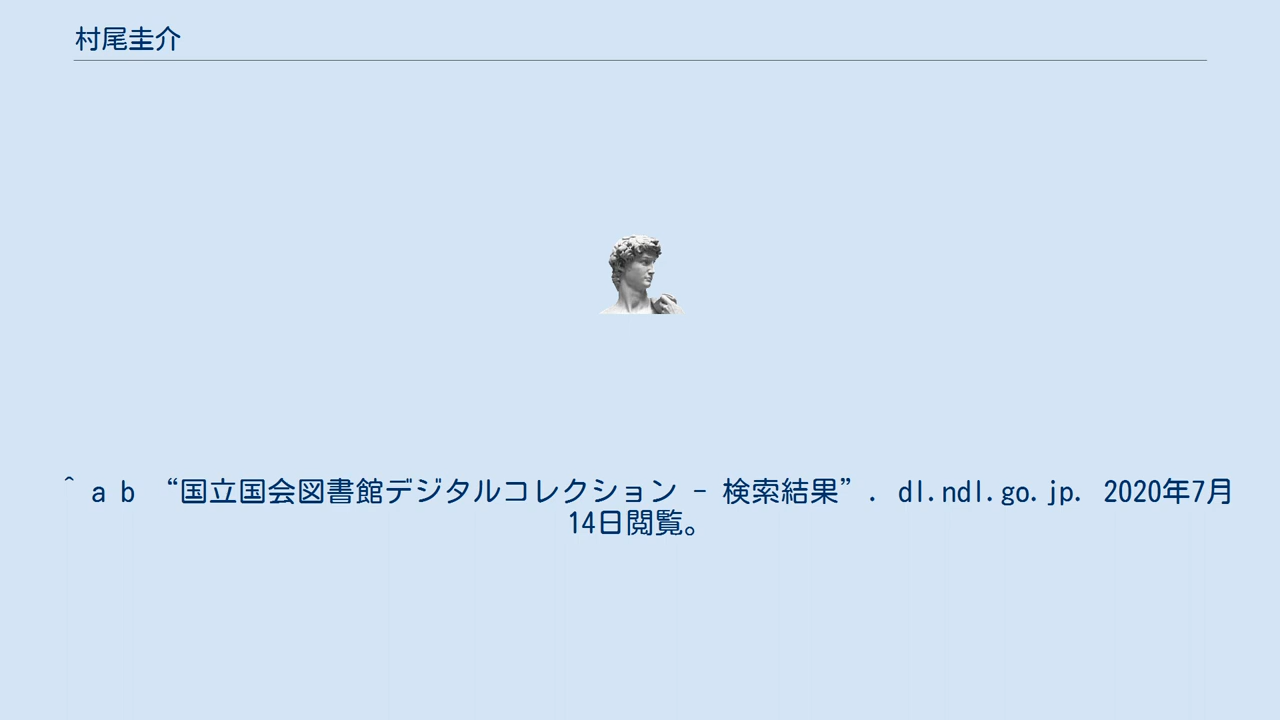 村尾圭介
^ a b “国立国会図書館デジタルコレクション - 検索結果”. dl.ndl.go.jp. 2020年7月
14日閲覧。